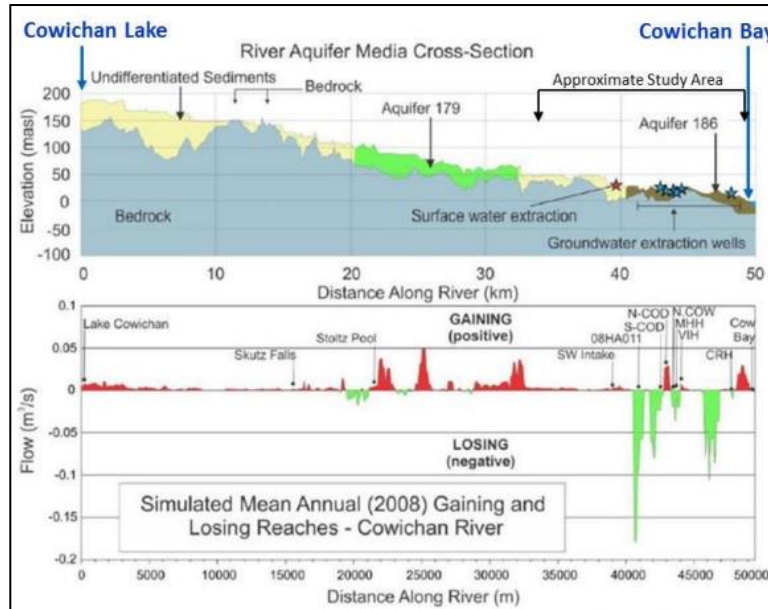 Cowichan Lake
Cowichan Bay
River Aquifer Media Cross-Section
Undifferentiated Sediments
Bedrock
Approximate Study Area
Aquifer 179
Aquifer 186
Elevation (masl)
200
150
100
50
0
-50
-100
Bedrock
Surface water extraction
Groundwater extraction wells
0 10 20 30 40 50
Distance Along River (km)
Flow (m³/s)
0.1
0.05
0
-0.05
-0.1
-0.15
-0.2
Lake Cowichan
Skutz Falls
Stoltz Pool
GAINING
(positive)
SW Intake
08HA011
S-COD
N-COD
N.COW
MHH
VIH
CRH
Cow
Bay
LOSING
(negative)
Simulated Mean Annual (2008) Gaining and
Losing Reaches - Cowichan River
0 5000 10000 15000 20000 25000 30000 35000 40000 45000 50000
Distance Along River (m)